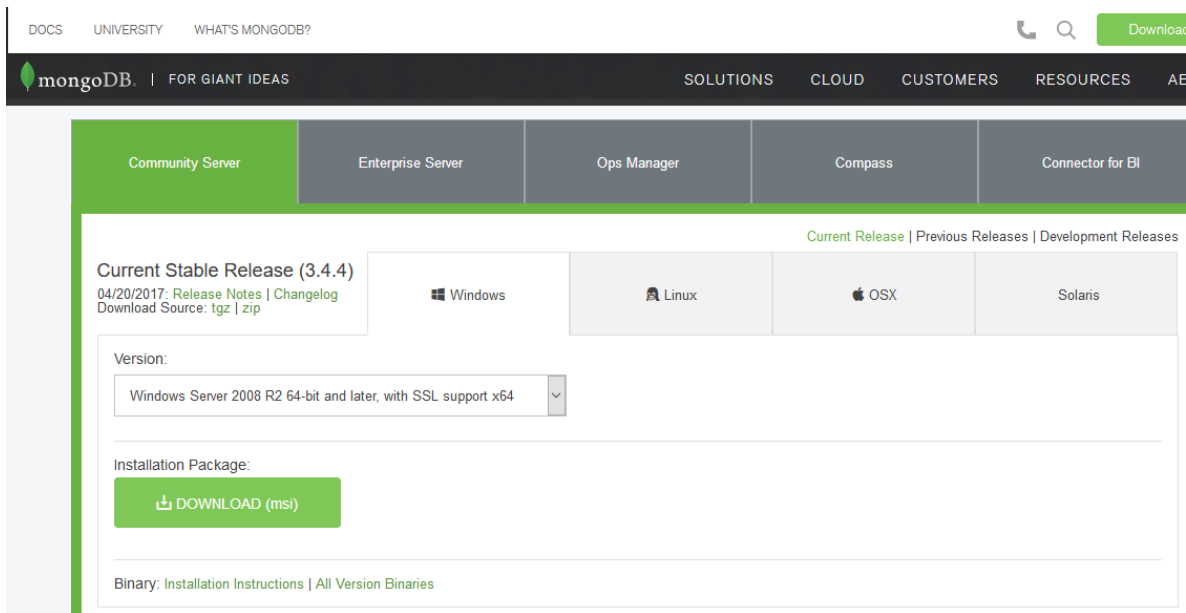 DOCS UNIVERSITY WHAT'S MONGODB? Download
mongoDB. | FOR GIANT IDEAS SOLUTIONS CLOUD CUSTOMERS RESOURCES AB
Community Server Enterprise Server Ops Manager Compass Connector for BI
Current Release | Previous Releases | Development Releases
Current Stable Release (3.4.4)
04/20/2017: Release Notes | Changelog
Download Source: tgz | zip
Windows Linux OSX Solaris
Version:
Windows Server 2008 R2 64-bit and later, with SSL support x64
Installation Package:
DOWNLOAD (msi)
Binary: Installation Instructions | All Version Binaries